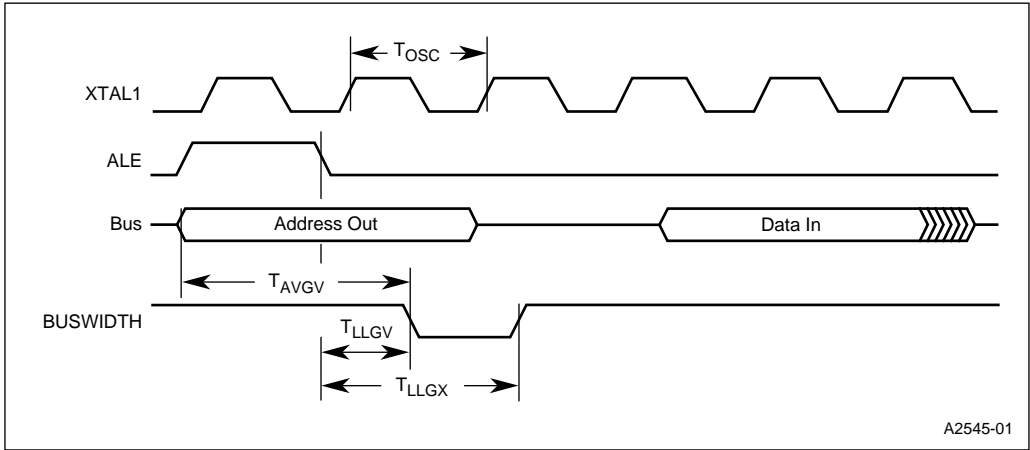 TOSC
XTAL1
ALE
Bus
Address Out
Data In
TAVGV
BUSWIDTH
TLLGV
TLLGX
A2545-01